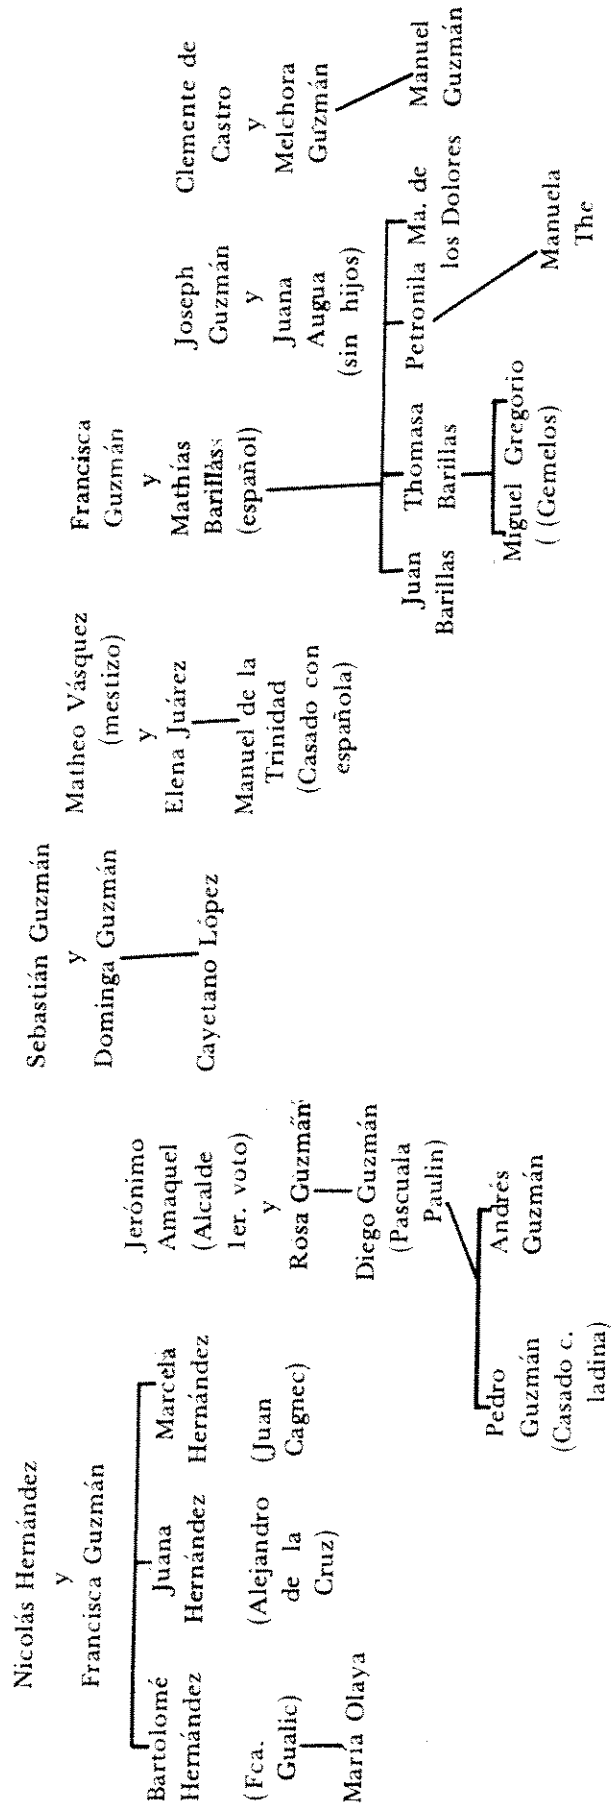 Nicolás Hernández
y
Francisca Guzmán
Bartolomé
Hernández
(Fca.
Gualic)
María Olaya
Juana
Hernández
(Alejandro
de la
Cruz)
Marcela
Hernández
(Juan
Cagnec)
Jerónimo
Amaquel
(Alcalde
1er. voto)
y
Rosa Guzmán
Diego Guzmán
(Pascuala
Paulin)
Pedro
Guzmán
(Casado c.
ladina)
Andrés
Guzmán
Sebastián Guzmán
y
Dominga Guzmán
Cayetano López
Matheo Vásquez
(mestizo)
y
Elena Juárez
Manuel de la
Trinidad
(Casado con
española)
Francisca
Guzmán
y
Mathías
Barillas
(español)
Juan
Barillas
Thomasa
Barillas
Miguel Gregorio
( (Gemelos)
Petronila
Ma. de
los Dolores
Manuela
The
Joseph
Guzmán
y
Juana
Augua
(sin hijos)
Clemente de
Castro
y
Melchora
Guzmán
Manuel
Guzmán